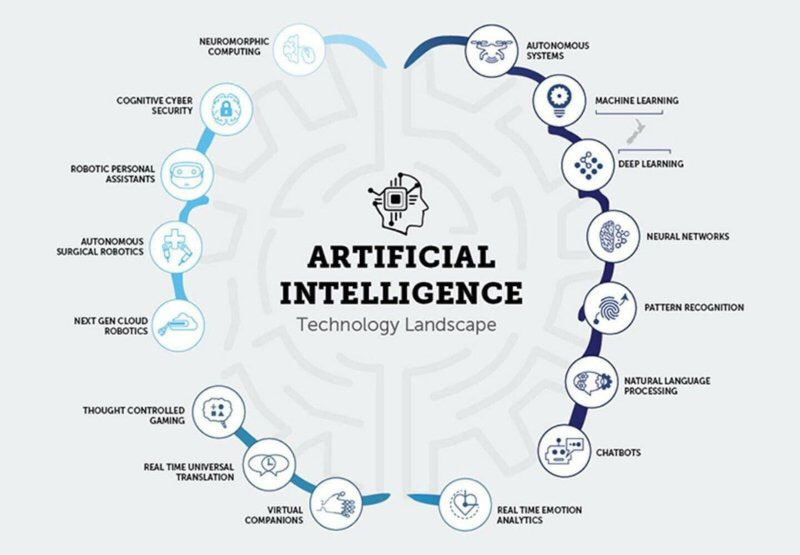 ARTIFICIAL
INTELLIGENCE
Technology Landscape
NEUROMORPHIC
COMPUTING
COGNITIVE CYBER
SECURITY
ROBOTIC PERSONAL
ASSISTANTS
AUTONOMOUS
SURGICAL ROBOTICS
NEXT GEN CLOUD
ROBOTICS
THOUGHT CONTROLLED
GAMING
REAL TIME UNIVERSAL
TRANSLATION
VIRTUAL
COMPANIONS
AUTONOMOUS
SYSTEMS
MACHINE LEARNING
DEEP LEARNING
NEURAL NETWORKS
PATTERN RECOGNITION
NATURAL LANGUAGE
PROCESSING
CHATBOTS
REAL TIME EMOTION
ANALYTICS